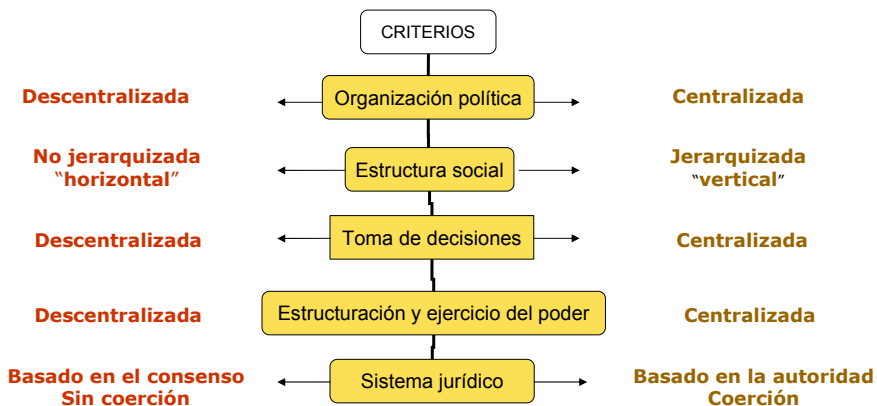 CRITERIOS
Descentralizada
Organización política
Centralizada
No jerarquizada
"horizontal"
Estructura social
Jerarquizada
"vertical"
Descentralizada
Toma de decisiones
Centralizada
Descentralizada
Estructuración y ejercicio del poder
Centralizada
Basado en el consenso
Sin coerción
Sistema jurídico
Basado en la autoridad
Coerción